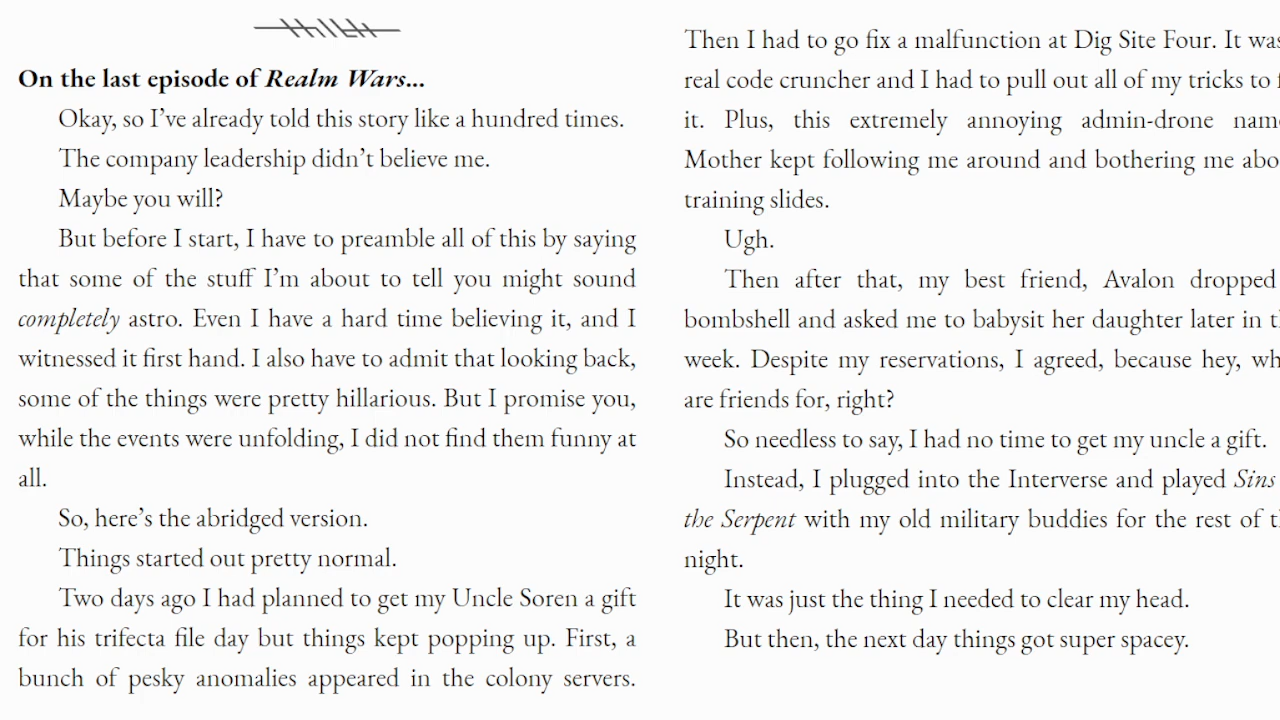 On the last episode of Realm Wars...
Okay, so I’ve already told this story like a hundred times.
The company leadership didn’t believe me.
Maybe you will?
But before I start, I have to preamble all of this by saying
that some of the stuff I’m about to tell you might sound
completely astro. Even I have a hard time believing it, and I
witnessed it first hand. I also have to admit that looking back,
some of the things were pretty hillarious. But I promise you,
while the events were unfolding, I did not find them funny at
all.
So, here’s the abridged version.
Things started out pretty normal.
Two days ago I had planned to get my Uncle Soren a gift
for his trifecta file day but things kept popping up. First, a
bunch of pesky anomalies appeared in the colony servers.
Then I had to go fix a malfunction at Dig Site Four. It was
real code cruncher and I had to pull out all of my tricks to
it. Plus, this extremely annoying admin-drone
Mother kept following me around and bothering me
training slides.
Ugh.
Then after that, my best friend, Avalon dropped
bombshell and asked me to babysit her daughter later in
week. Despite my reservations, I agreed, because hey,
are friends for, right?
So needless to say, I had no time to get my uncle a gift.
Instead, I plugged into the Interverse and played Sins
the Serpent with my old military buddies for the rest of
night.
It was just the thing I needed to clear my head.
But then, the next day things got super spacey.